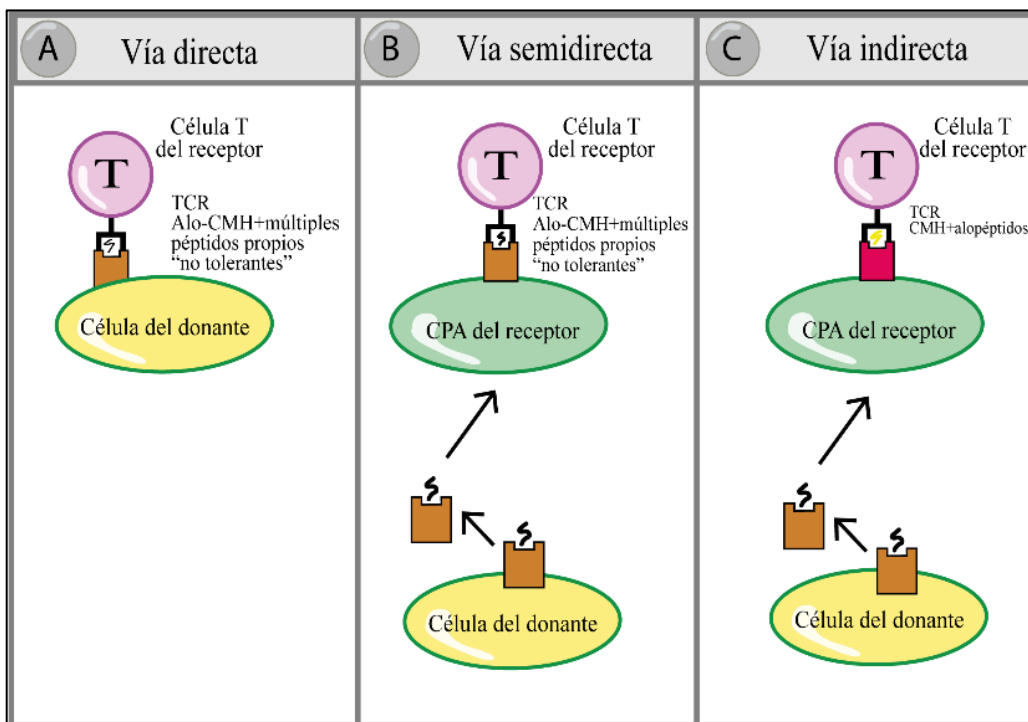 A
Vía directa
Célula T
del receptor
T
TCR
Alo-CMH+múltiples
péptidos propios
“no tolerantes”
Célula del donante
B
Vía semidirecta
Célula T
del receptor
T
TCR
Alo-CMH+múltiples
péptidos propios
“no tolerantes”
CPA del receptor
Célula del donante
C
Vía indirecta
Célula T
del receptor
T
TCR
CMH+alopéptidos
CPA del receptor
Célula del donante